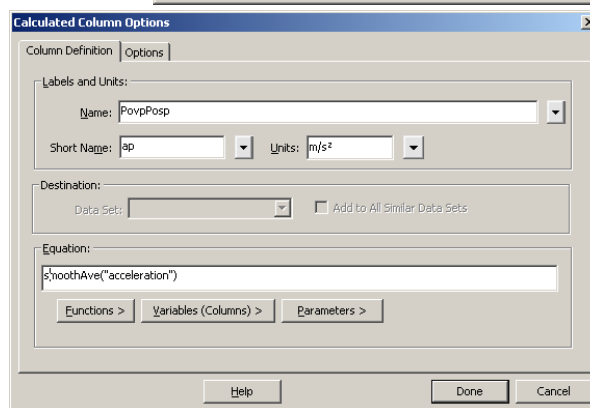 Calculated Column Options
Column Definition Options
Labels and Units:
Name: PovpPosp
Short Name: ap Units: m/s²
Destination:
Data Set: Add to All Similar Data Sets
Equation:
smoothAve("acceleration")
Functions > Variables (Columns) > Parameters >
Help Done Cancel